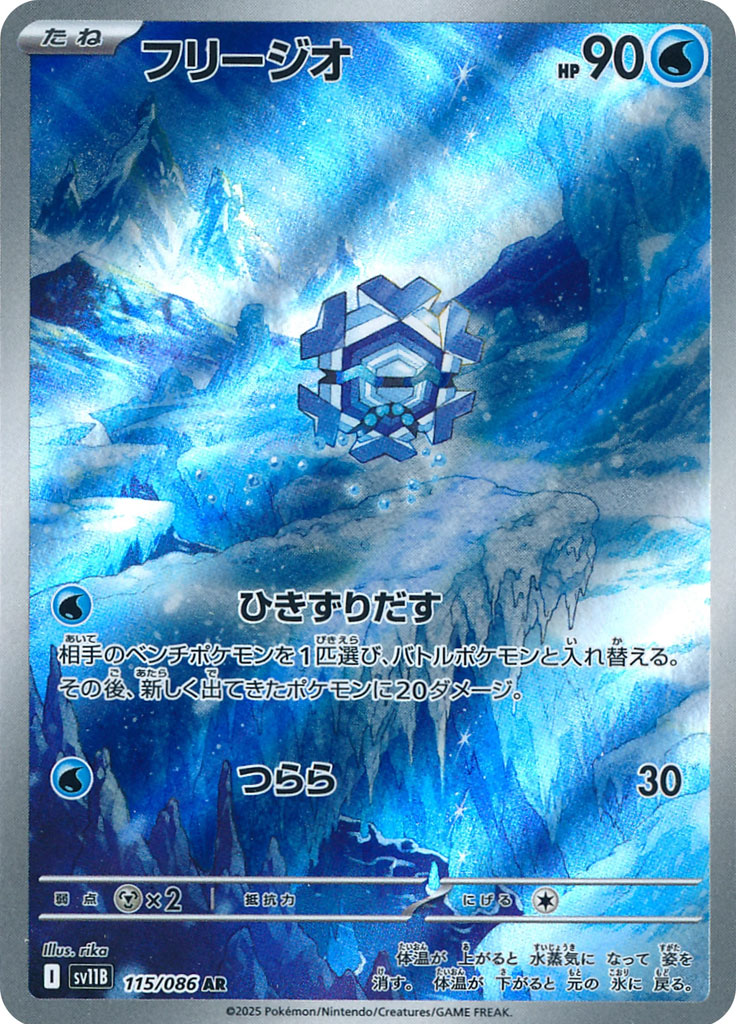 たね フリージオ HP90
ひきずりだす
相手のベンチポケモンを1匹選び、バトルポケモンと入れ替える。
その後、新しく出てきたポケモンに20ダメージ。
つらら 30
弱点 ×2 抵抗力 にげる
Illus. rika
I sv11B 115/086 AR
体温が 上がると 水蒸気に なって 姿を
消す。 体温が 下がると 元の 氷に 戻る。
©2025 Pokémon/Nintendo/Creatures/GAME FREAK.